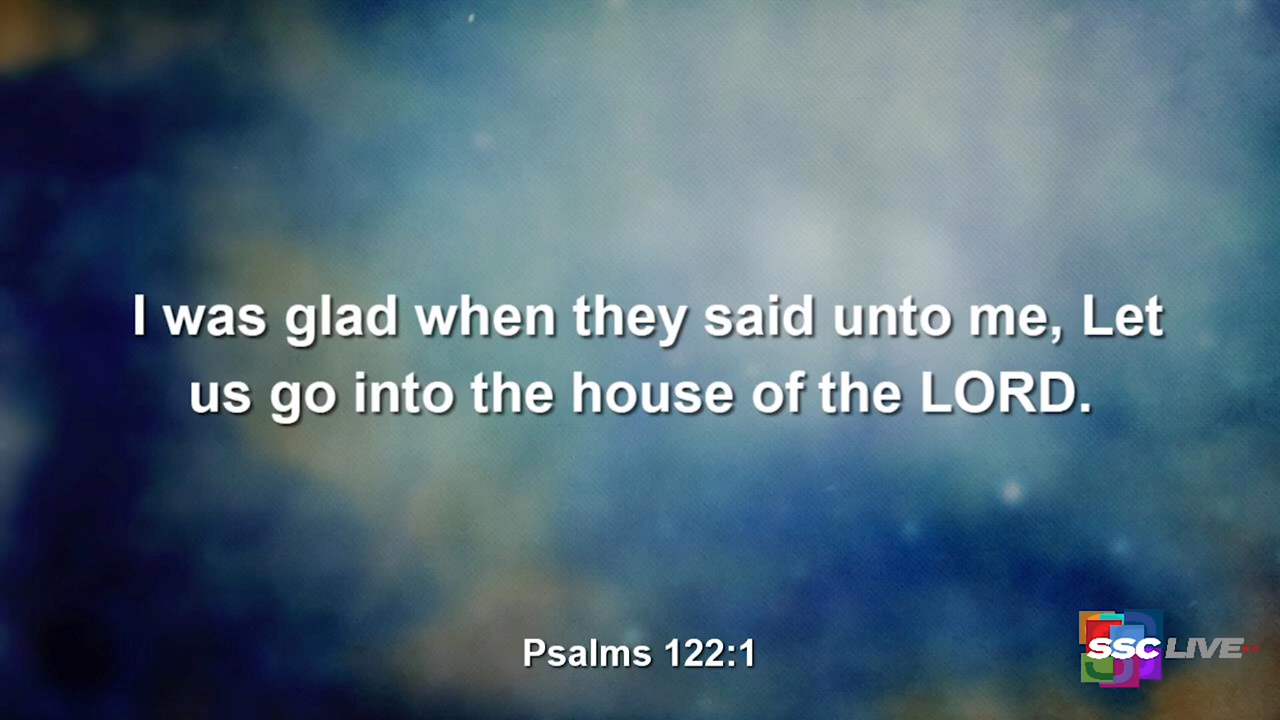 I was glad when they said unto me, Let
us go into the house of the LORD.
Psalms 122:1
SSC LIVE